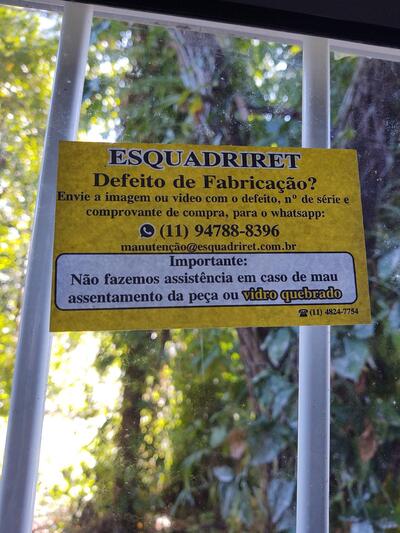 ESQUADRIRET
Defeito de Fabricação?
Envie a imagem ou video com o defeito, nº de série e
comprovante de compra, para o whatsapp:
(11) 94788-8396
manutenção@esquadriret.com.br
Importante:
Não fazemos assistência em caso de mau
assentamento da peça ou vidro quebrado
(11) 4824-7754